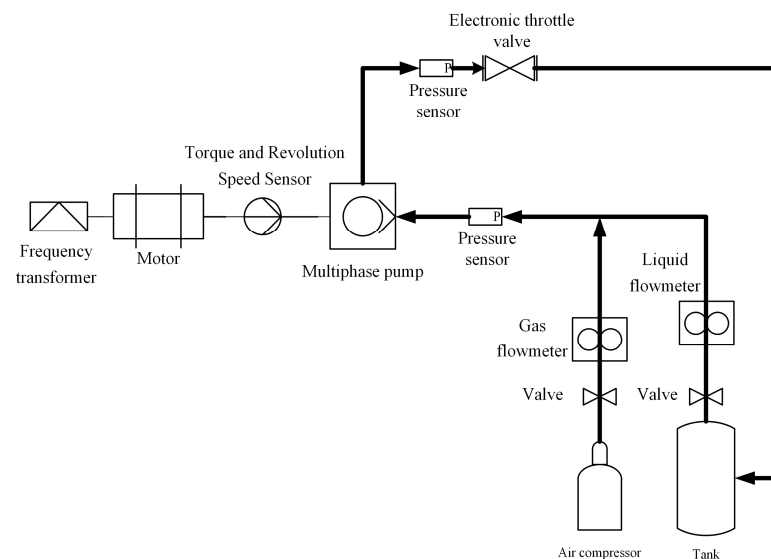 Electronic throttle
valve
P
Pressure
sensor
Torque and Revolution
Speed Sensor
P
Frequency
transformer
Motor
Multiphase pump
Pressure
sensor
Liquid
flowmeter
Gas
flowmeter
Valve
Valve
Air compressor
Tank